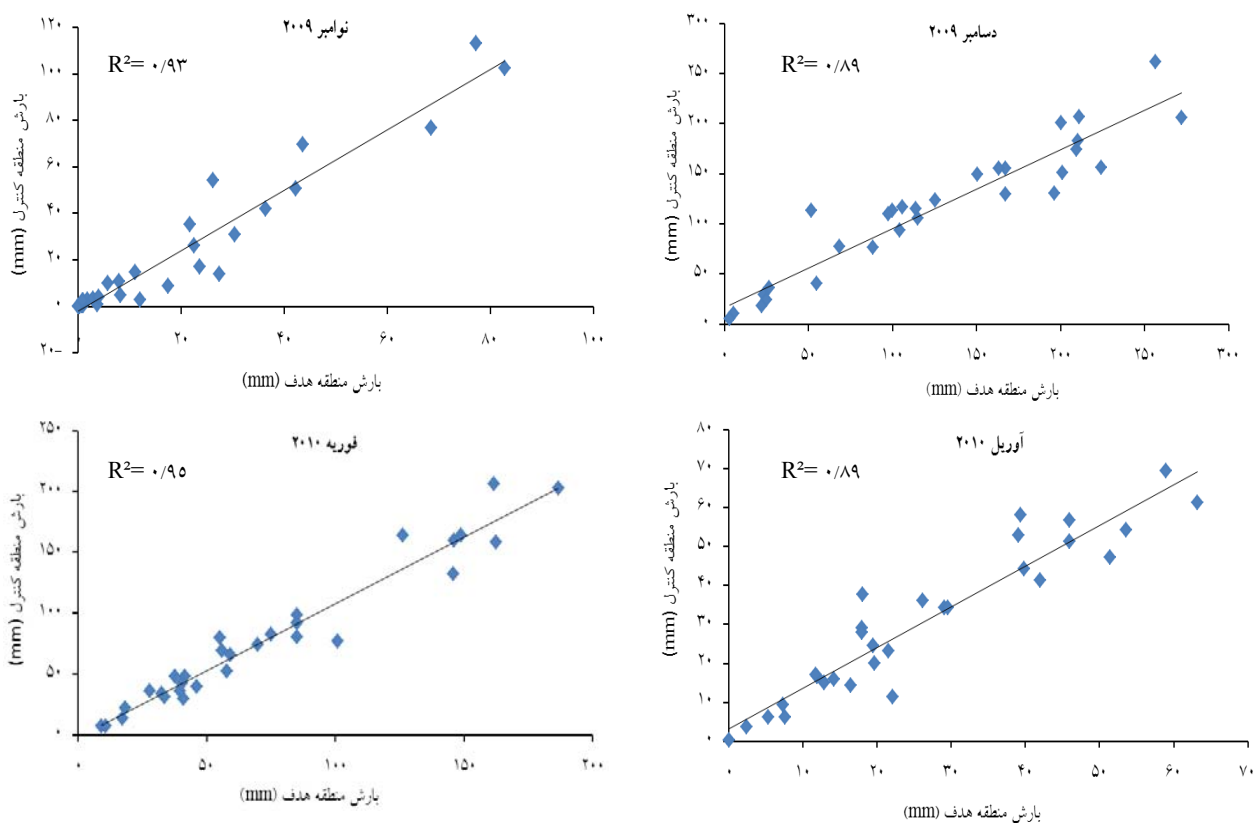 نوامبر ۲۰۰۹
R²= ۰/۹۳
بارش منطقه کنترل (mm)
۱۲۰
۱۰۰
۸۰
۶۰
۴۰
۲۰
۰
۲۰−
۰ ۲۰ ۴۰ ۶۰ ۸۰ ۱۰۰
بارش منطقه هدف (mm)
دسامبر ۲۰۰۹
R²= ۰/۸۹
بارش منطقه کنترل (mm)
۳۰۰
۲۵۰
۲۰۰
۱۵۰
۱۰۰
۵۰
۰
۰ ۵۰ ۱۰۰ ۱۵۰ ۲۰۰ ۲۵۰ ۳۰۰
بارش منطقه هدف (mm)
فوریه ۲۰۱۰
R²= ۰/۹۵
بارش منطقه کنترل (mm)
۲۵۰
۲۰۰
۱۵۰
۱۰۰
۵۰
۰
۰ ۵۰ ۱۰۰ ۱۵۰ ۲۰۰
بارش منطقه هدف (mm)
آوریل ۲۰۱۰
R²= ۰/۸۹
بارش منطقه کنترل (mm)
۸۰
۷۰
۶۰
۵۰
۴۰
۳۰
۲۰
۱۰
۰
۰ ۱۰ ۲۰ ۳۰ ۴۰ ۵۰ ۶۰ ۷۰
بارش منطقه هدف (mm)